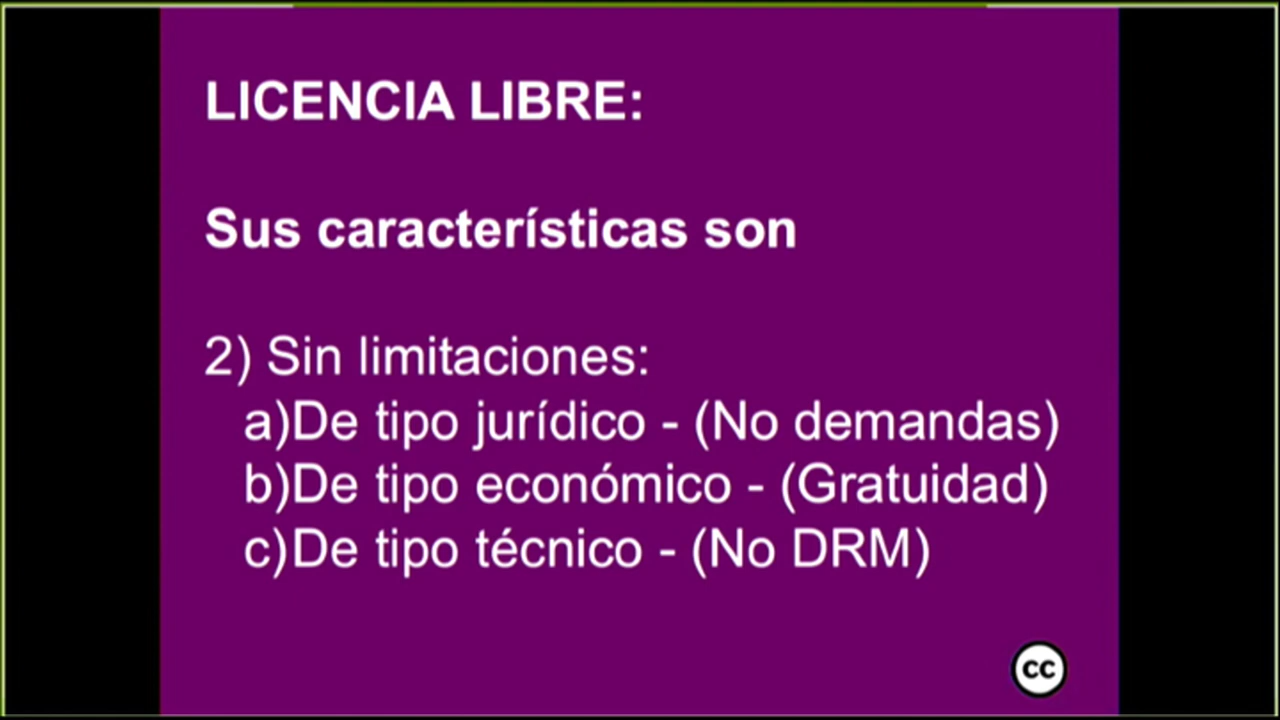 LICENCIA LIBRE:
Sus características son
2) Sin limitaciones:
a)De tipo jurídico - (No demandas)
b)De tipo económico - (Gratuidad)
c)De tipo técnico - (No DRM)
cc